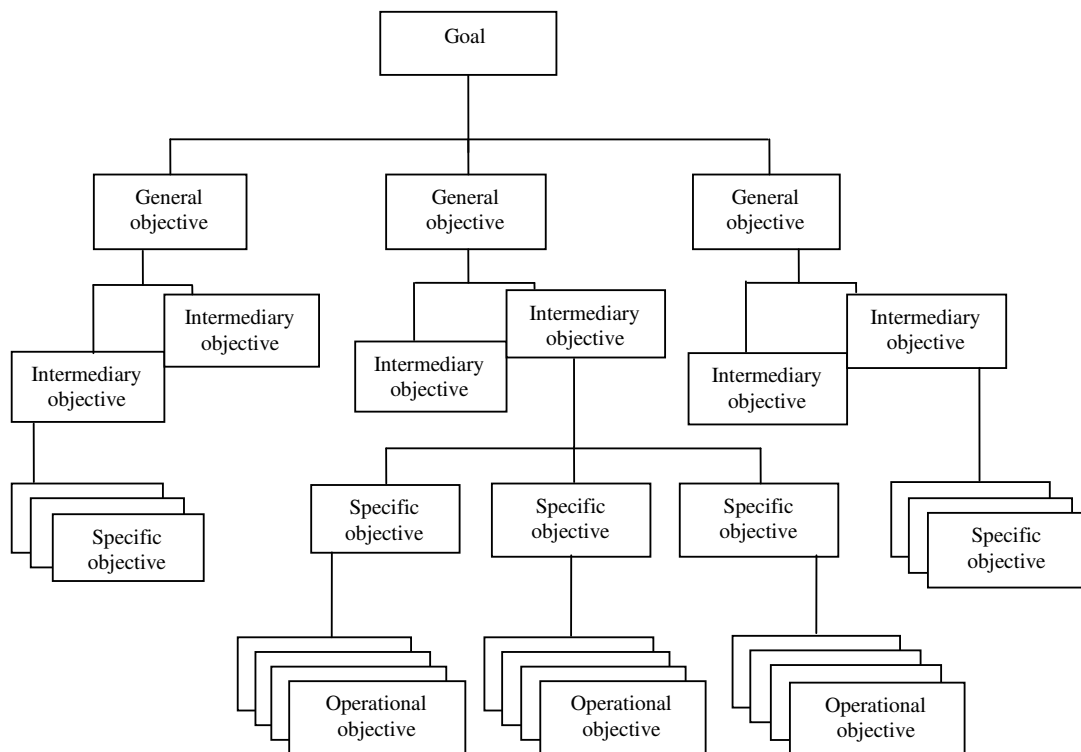 Goal
General
objective
General
objective
General
objective
Intermediary
objective
Intermediary
objective
Intermediary
objective
Intermediary
objective
Intermediary
objective
Intermediary
objective
Specific
objective
Specific
objective
Specific
objective
Specific
objective
Specific
objective
Operational
objective
Operational
objective
Operational
objective